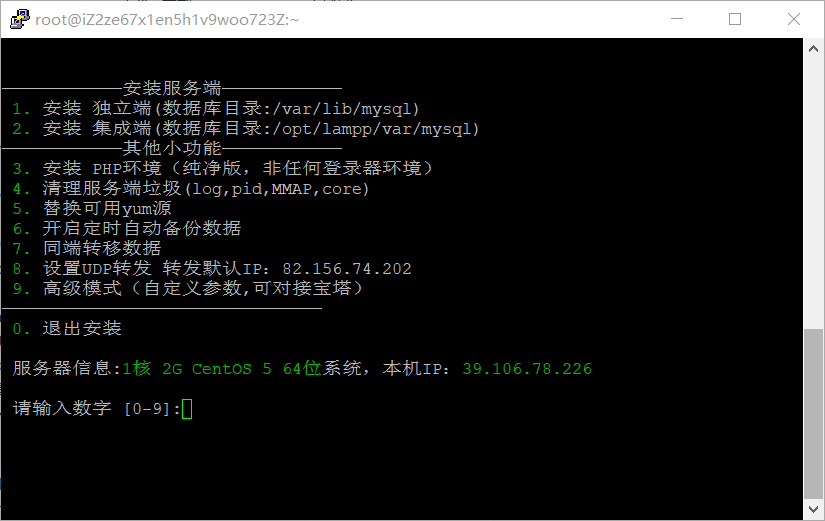 root@iZ2ze67x1en5h1v9woo723Z:~
————————————安装服务端————————————
1. 安装 独立端(数据库目录:/var/lib/mysql)
2. 安装 集成端(数据库目录:/opt/lampp/var/mysql)
————————————其他小功能————————————
3. 安装 PHP环境（纯净版，非任何登录器环境）
4. 清理服务端垃圾(log,pid,MMAP,core)
5. 替换可用yum源
6. 开启定时自动备份数据
7. 同端转移数据
8. 设置UDP转发 转发默认IP：82.156.74.202
9. 高级模式（自定义参数,可对接宝塔）
————————————————————————————————
0. 退出安装
服务器信息:1核 2G CentOS 5 64位系统，本机IP：39.106.78.226
请输入数字 [0-9]: